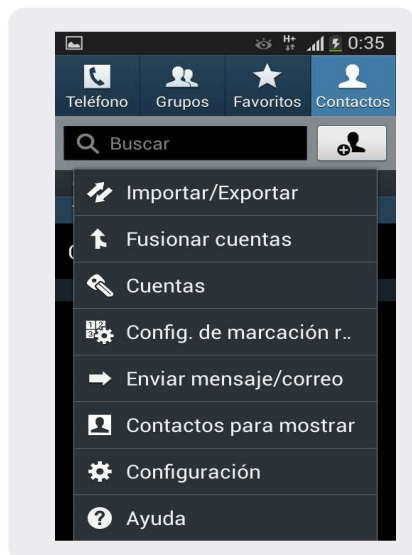 H+ 0:35
Teléfono Grupos Favoritos Contactos
Buscar
Importar/Exportar
Fusionar cuentas
Cuentas
Config. de marcación r..
Enviar mensaje/correo
Contactos para mostrar
Configuración
? Ayuda